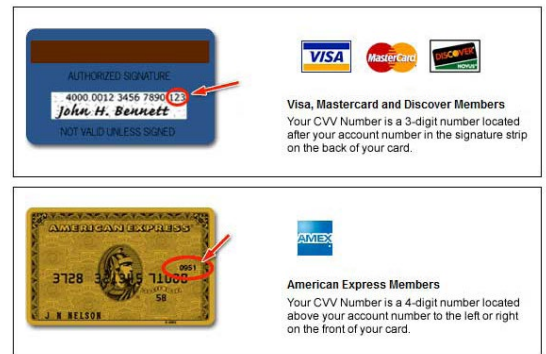 AUTHORIZED SIGNATURE
4000 0012 3456 7890 123
John H. Bennett
NOT VALID UNLESS SIGNED
VISA
MasterCard
DISCOVER
NOVUS
Visa, Mastercard and Discover Members
Your CVV Number is a 3-digit number located
after your account number in the signature strip
on the back of your card.
AMERICAN EXPRESS
0951
3728
58
J N NELSON
AMEX
American Express Members
Your CVV Number is a 4-digit number located
above your account number to the left or right
on the front of your card.